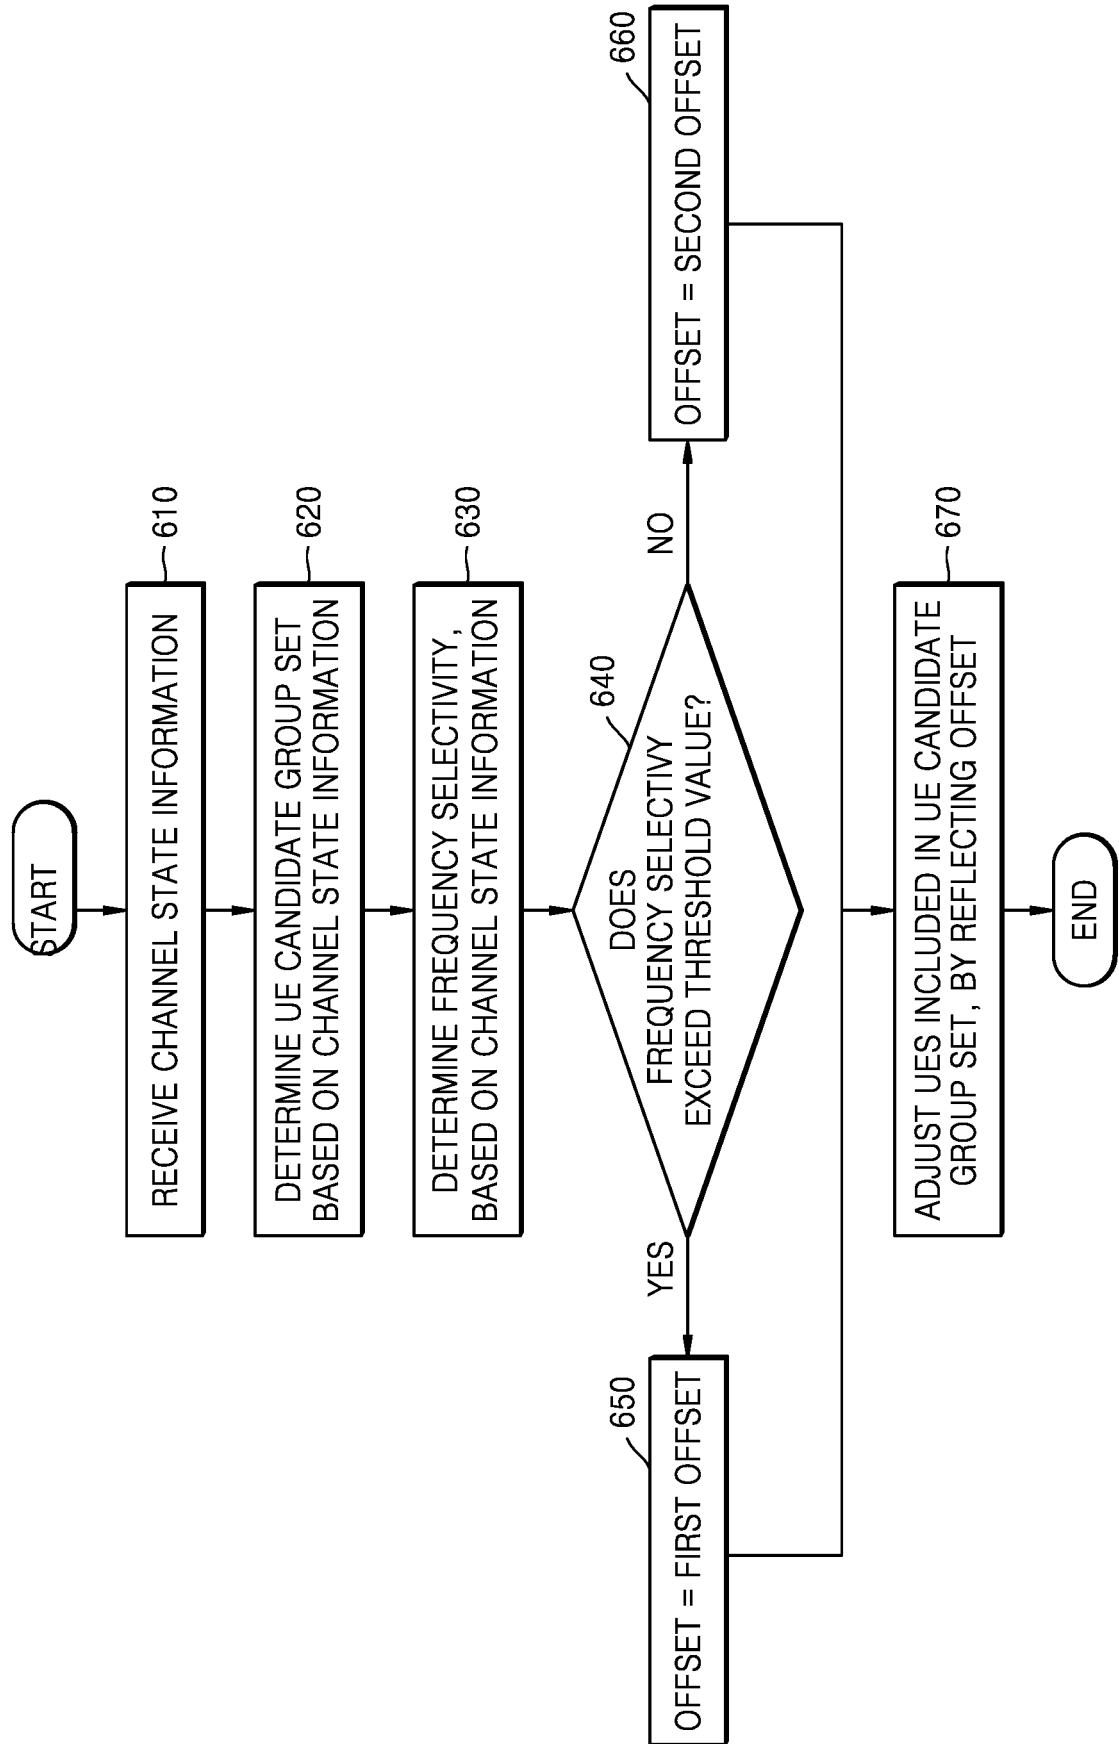 START
RECEIVE CHANNEL STATE INFORMATION
610
DETERMINE UE CANDIDATE GROUP SET
BASED ON CHANNEL STATE INFORMATION
620
DETERMINE FREQUENCY SELECTIVITY,
BASED ON CHANNEL STATE INFORMATION
630
640
DOES
FREQUENCY SELECTIVY
EXCEED THRESHOLD VALUE?
YES
NO
650
OFFSET = FIRST OFFSET
660
OFFSET = SECOND OFFSET
ADJUST UES INCLUDED IN UE CANDIDATE
GROUP SET, BY REFLECTING OFFSET
670
END